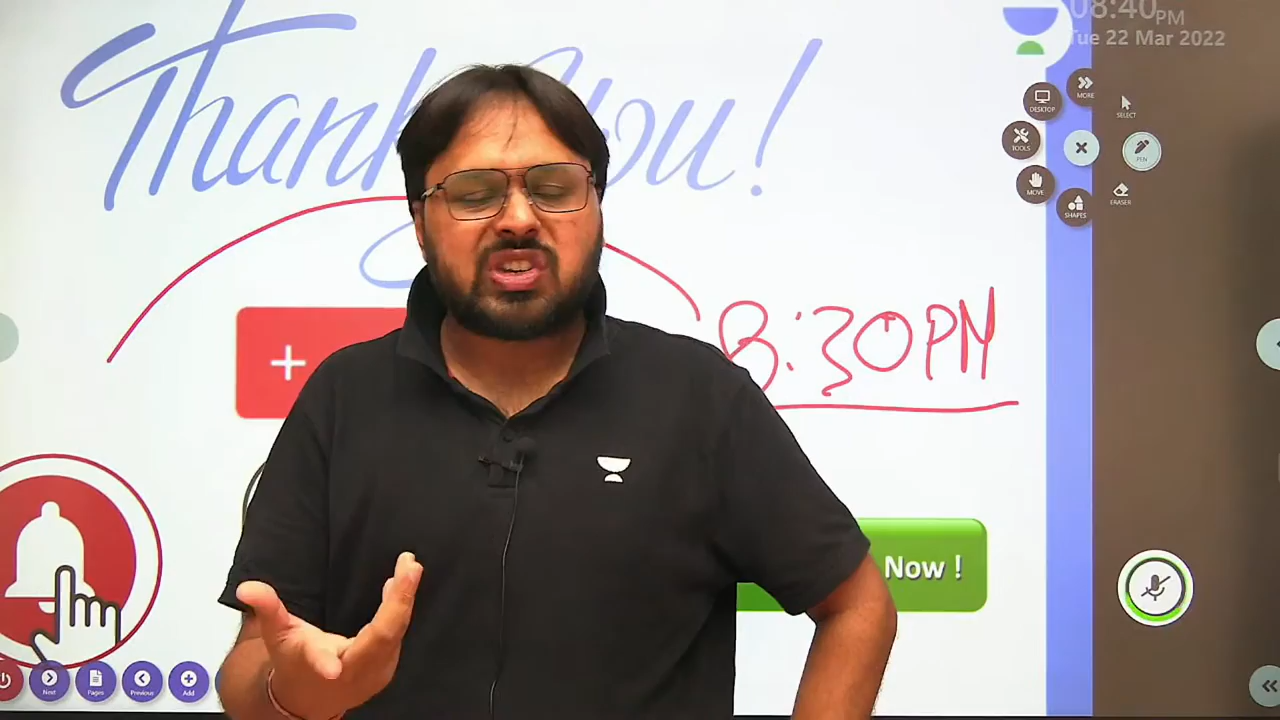 08:40PM
Tue 22 Mar 2022
Thank You!
MORE
DESKTOP
SELECT
TOOLS
PEN
MOVE
ERASER
SHAPES
+
8:30PM
Now !
Next
Pages
Previous
Add